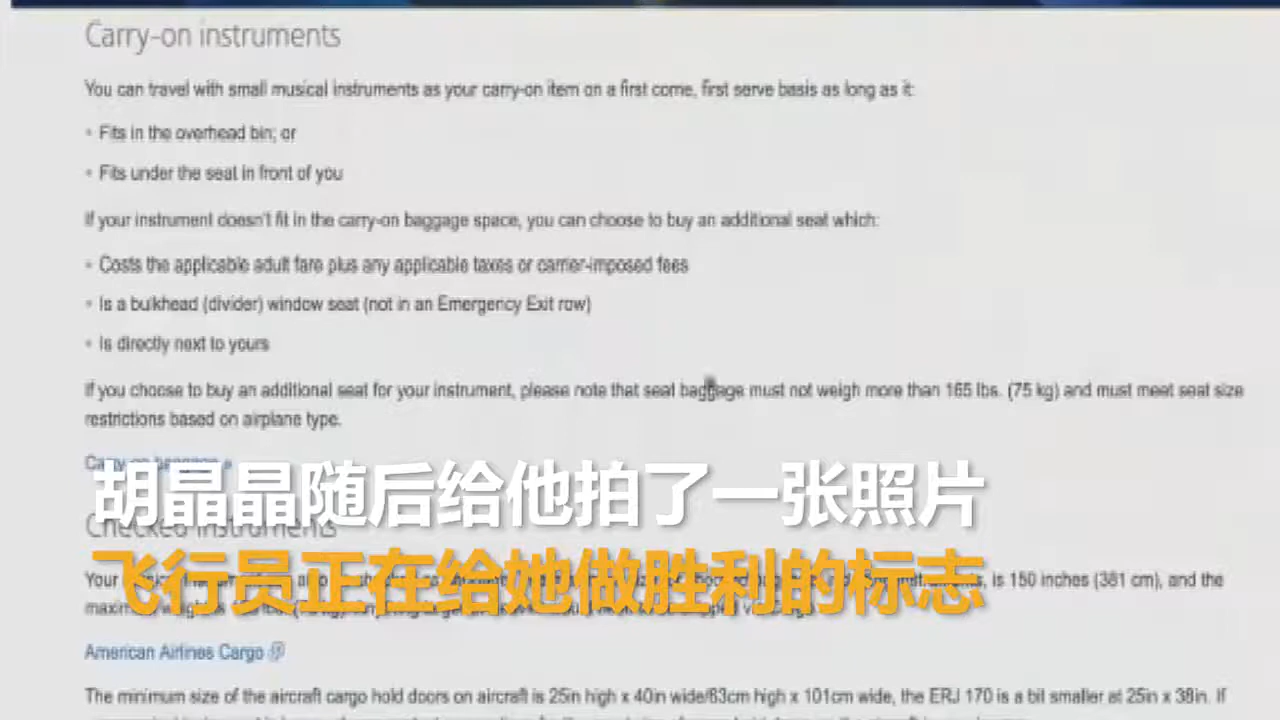 Carry-on instruments
You can travel with small musical instruments as your carry-on item on a first come, first serve basis as long as it:
• Fits in the overhead bin; or
• Fits under the seat in front of you
If your instrument doesn't fit in the carry-on baggage space, you can choose to buy an additional seat which:
• Costs the applicable adult fare plus any applicable taxes or carrier-imposed fees
• Is a bulkhead (divider) window seat (not in an Emergency Exit row)
• Is directly next to yours
If you choose to buy an additional seat for your instrument, please note that seat baggage must not weigh more than 165 lbs. (75 kg) and must meet seat size
restrictions based on airplane type.
Carry-on baggage »
胡晶晶随后给他拍了一张照片
Checked instruments
飞行员正在给她做胜利的标志
Your is 150 inches (381 cm), and the
American Airlines Cargo
The minimum size of the aircraft cargo hold doors on aircraft is 25in high x 40in wide/63cm high x 101cm wide, the ERJ 170 is a bit smaller at 25in x 38in. If